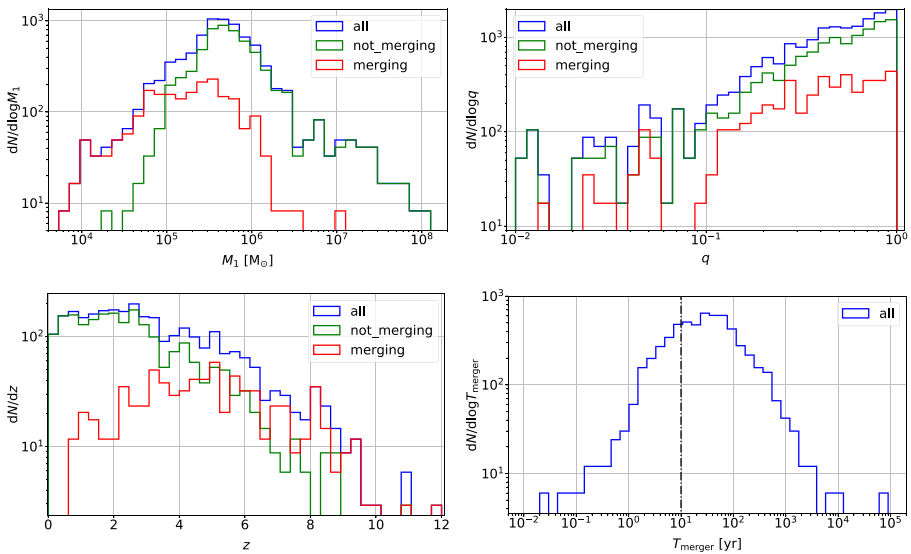 10³
10²
10¹
dN/dlogM₁
all
not_merging
merging
10⁴ 10⁵ 10⁶ 10⁷ 10⁸
M₁ [M⊙]
10³
10²
10¹
dN/dlogq
all
not_merging
merging
10⁻² 10⁻¹ 10⁰
q
10²
10¹
dN/dz
all
not_merging
merging
0 2 4 6 8 10 12
z
10³
10²
10¹
dN/dlogT_merger
all
10⁻² 10⁻¹ 10⁰ 10¹ 10² 10³ 10⁴ 10⁵
T_merger [yr]